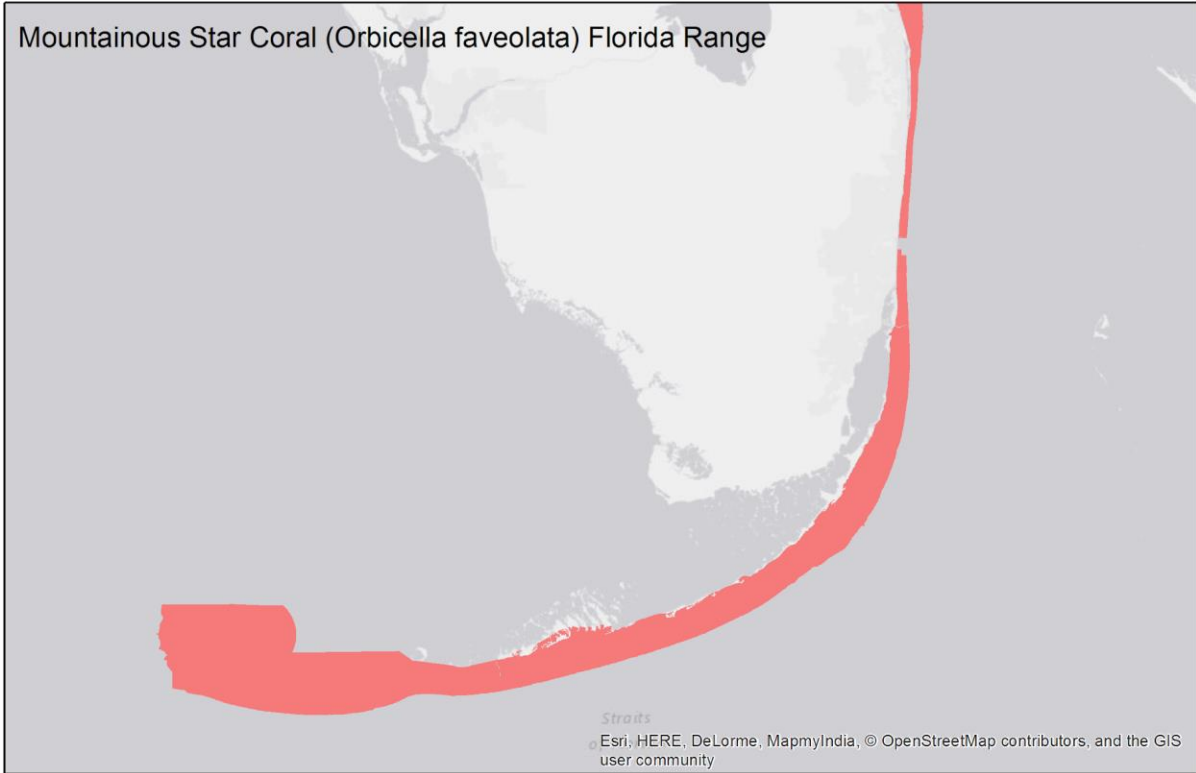 Mountainous Star Coral (Orbicella faveolata) Florida Range
Straits
Esri, HERE, DeLorme, MapmyIndia, © OpenStreetMap contributors, and the GIS
user community